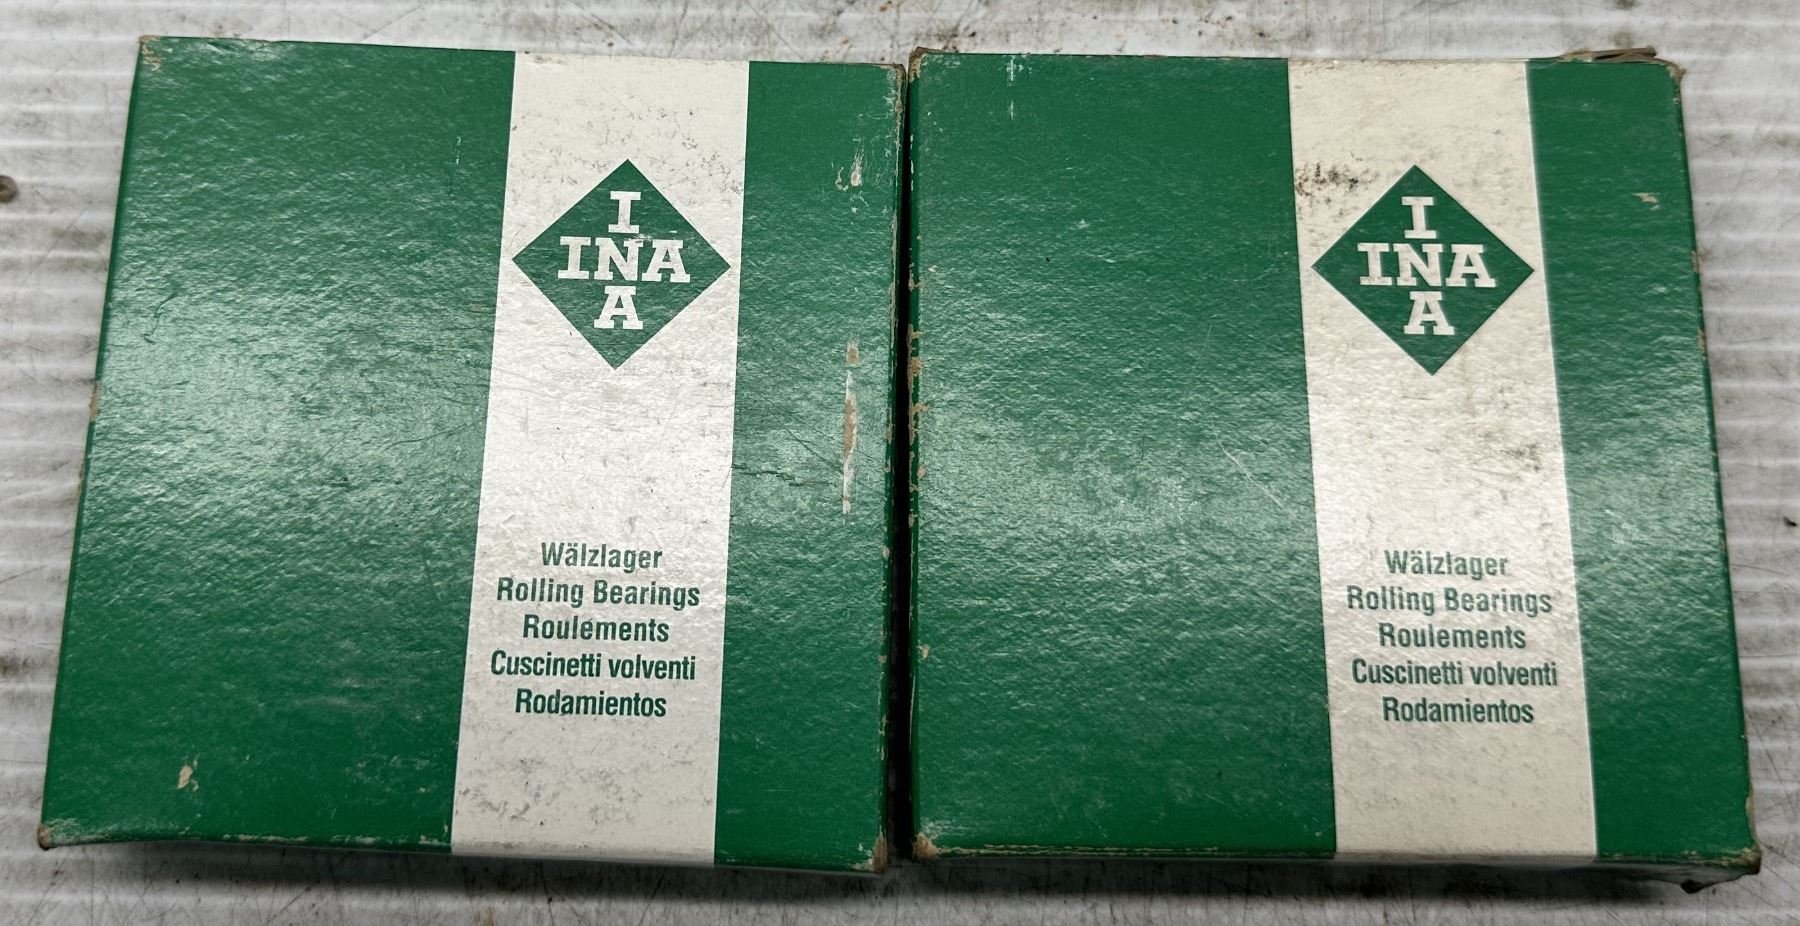 I
INA
A
Wälzlager
Rolling Bearings
Roulements
Cuscinetti volventi
Rodamientos
I
INA
A
Wälzlager
Rolling Bearings
Roulements
Cuscinetti volventi
Rodamientos